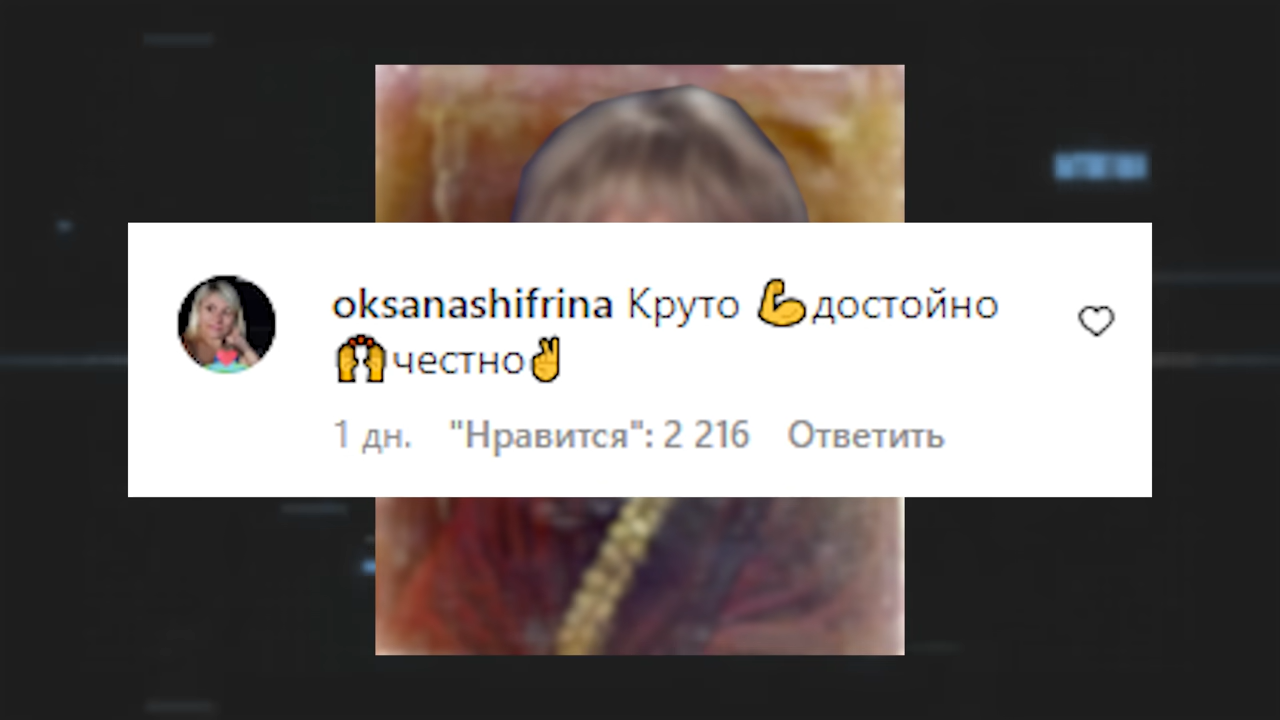 oksanashifrina Круто 💪достойно
🙌честно✌
1 дн. "Нравится": 2 216 Ответить